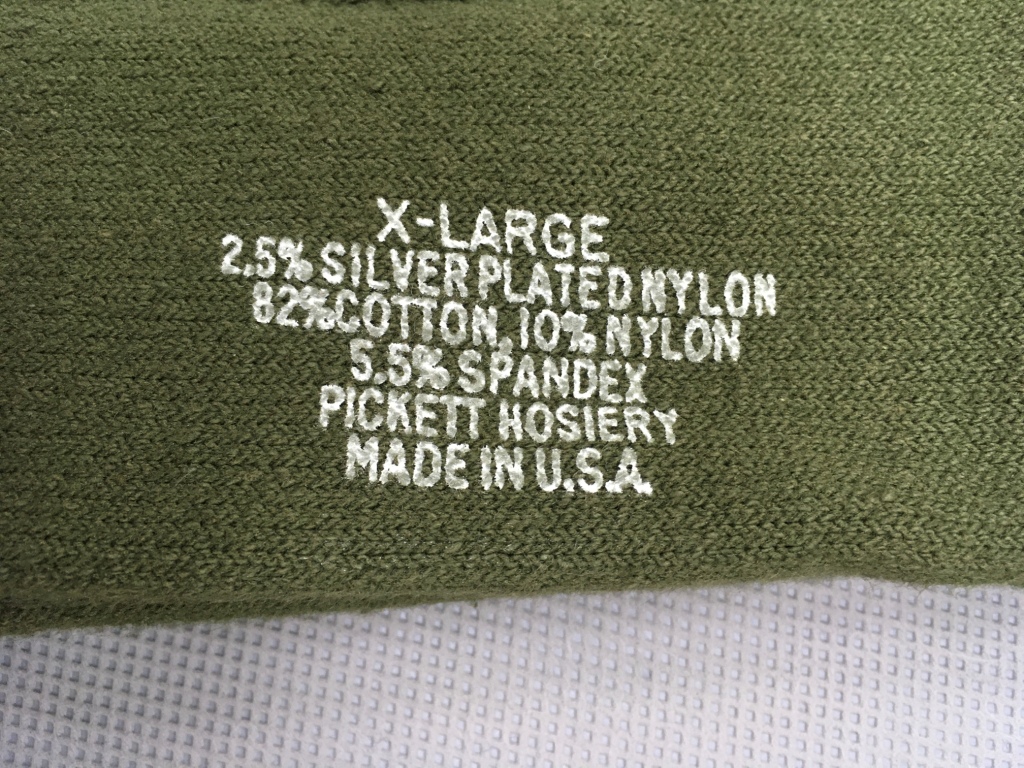 X-LARGE
2.5% SILVER PLATED NYLON
82% COTTON, 10% NYLON
5.5% SPANDEX
PICKETT HOSIERY
MADE IN U.S.A.